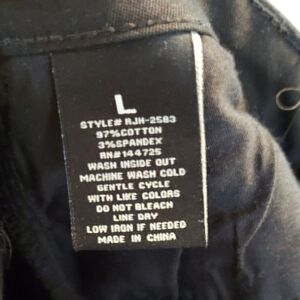 L
STYLE# RJH-2583
97%COTTON
3%SPANDEX
RN#144725
WASH INSIDE OUT
MACHINE WASH COLD
GENTLE CYCLE
WITH LIKE COLORS
DO NOT BLEACH
LINE DRY
LOW IRON IF NEEDED
MADE IN CHINA